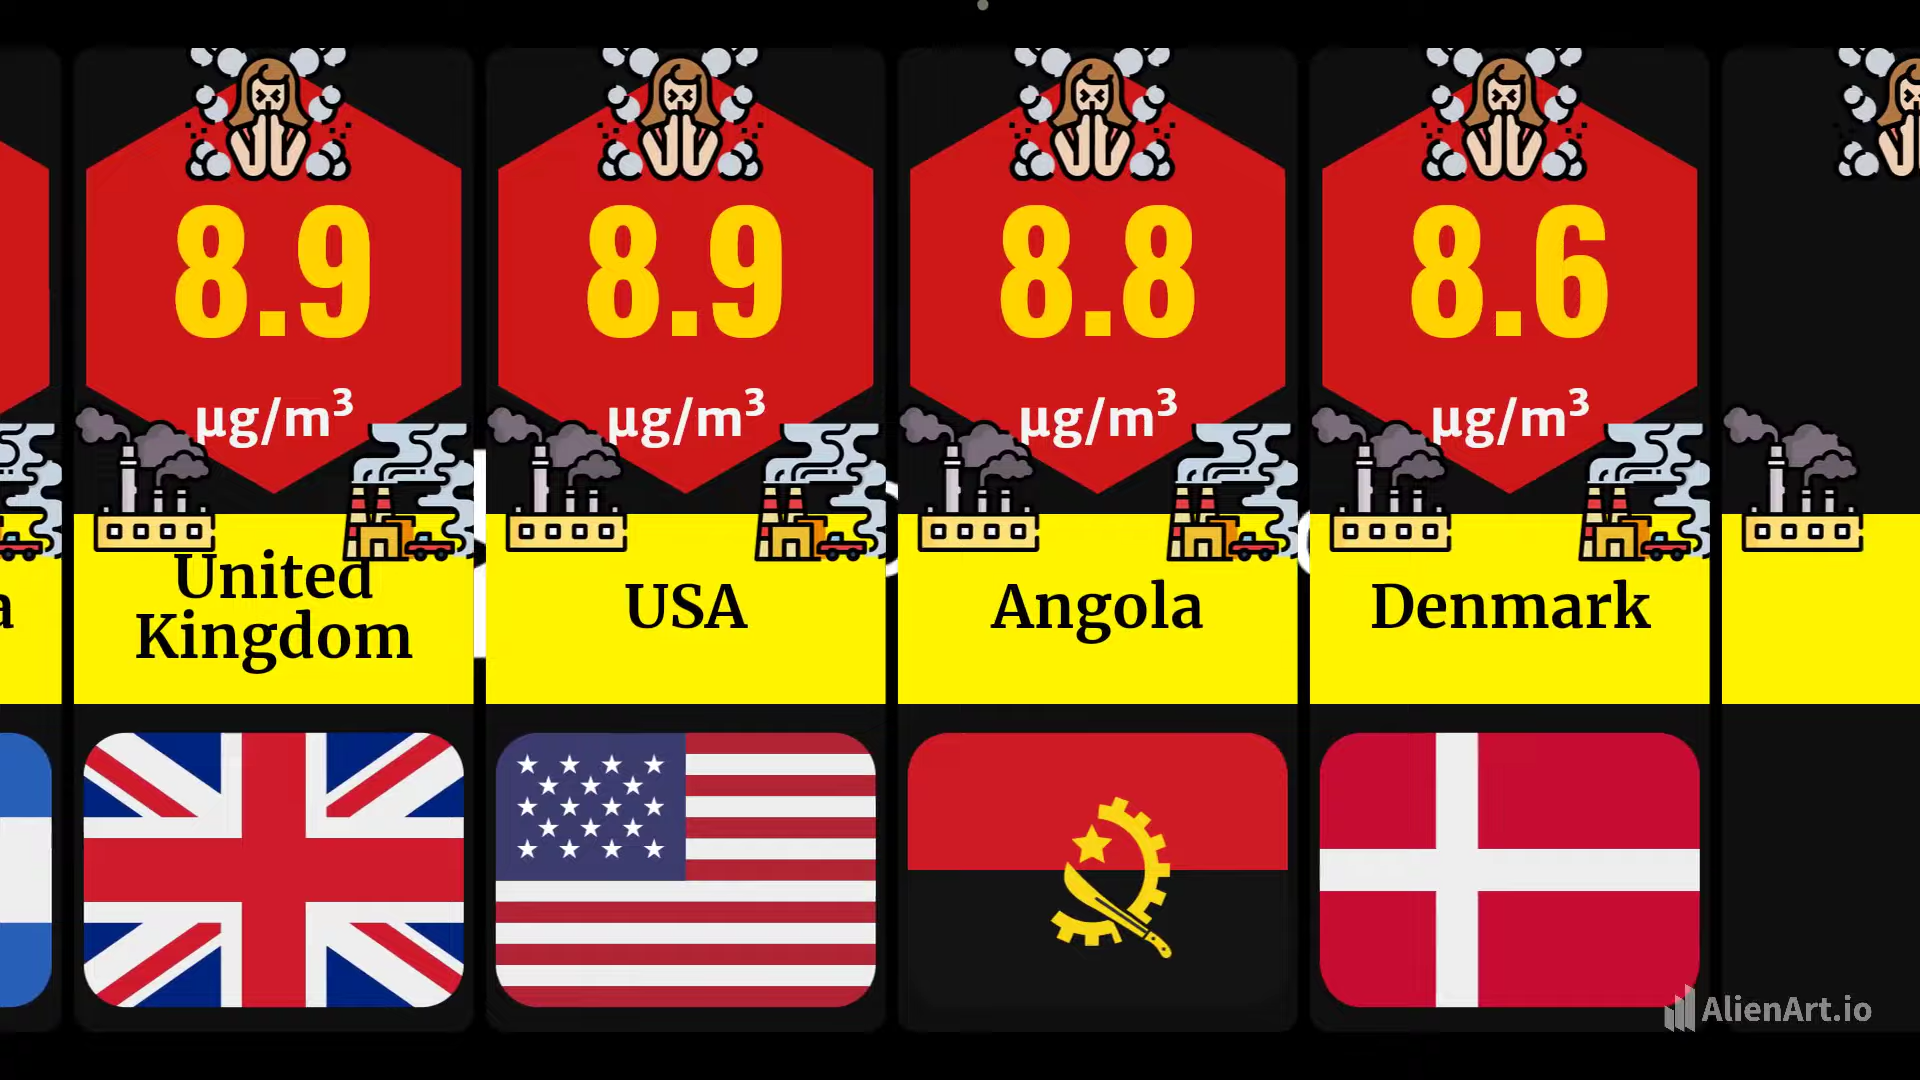 8.9
µg/m³
United
Kingdom
8.9
µg/m³
USA
8.8
µg/m³
Angola
8.6
µg/m³
Denmark
a
AlienArt.io